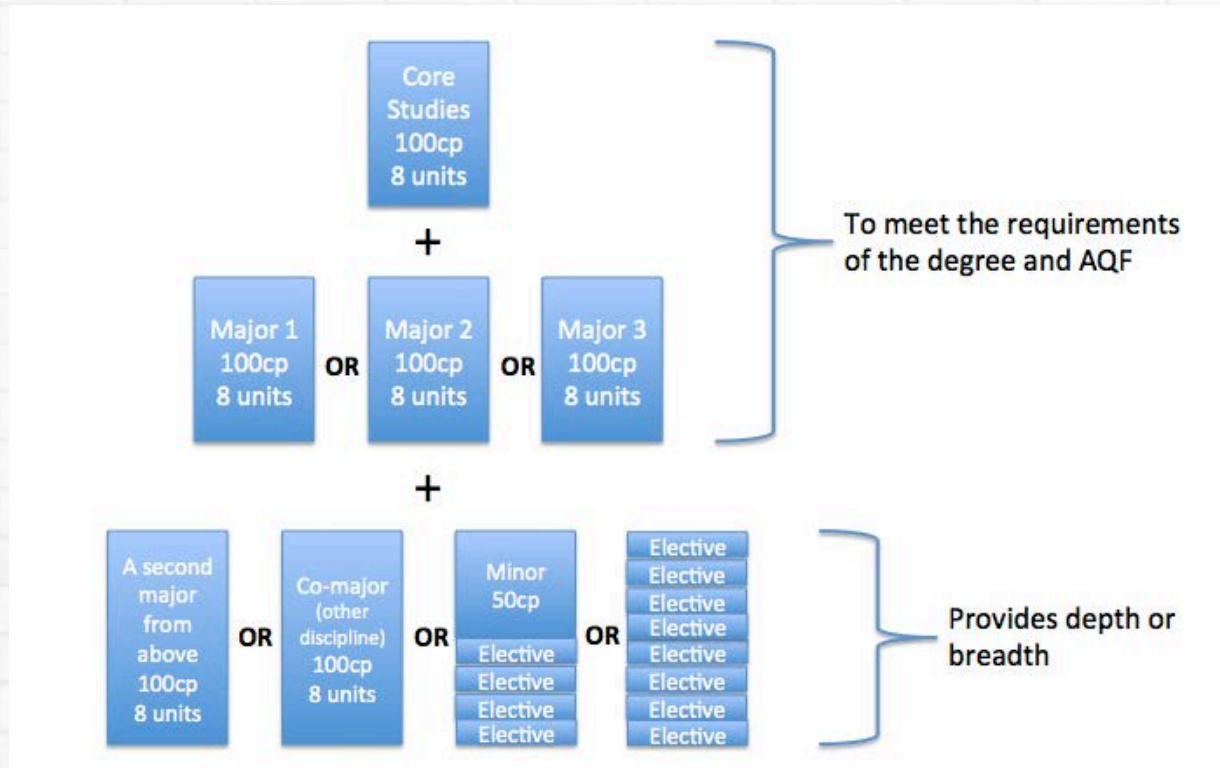 Core
Studies
100cp
8 units
+
Major 1
100cp
8 units
OR
Major 2
100cp
8 units
OR
Major 3
100cp
8 units
To meet the requirements
of the degree and AQF
+
A second
major
from
above
100cp
8 units
OR
Co-major
(other
discipline)
100cp
8 units
OR
Minor
50cp
Elective
Elective
Elective
Elective
OR
Elective
Elective
Elective
Elective
Elective
Elective
Elective
Elective
Provides depth or
breadth